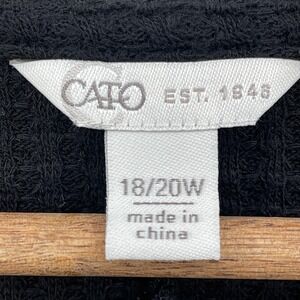 CATO EST. 1946
18/20W
made in
china